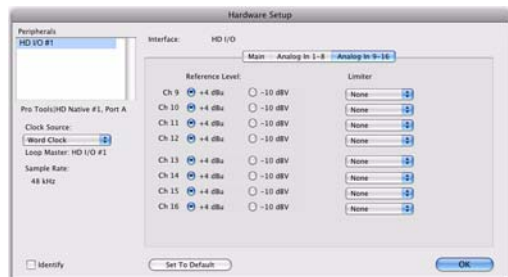 Hardware Setup
Peripherals
HD I/O #1
Interface: HD I/O
Main Analog In 1-8 Analog In 9-16
Reference Level: Limiter
Ch 9 +4 dBu -10 dBV None
Ch 10 +4 dBu -10 dBV None
Ch 11 +4 dBu -10 dBV None
Ch 12 +4 dBu -10 dBV None
Ch 13 +4 dBu -10 dBV None
Ch 14 +4 dBu -10 dBV None
Ch 15 +4 dBu -10 dBV None
Ch 16 +4 dBu -10 dBV None
Pro Tools|HD Native #1, Port A
Clock Source:
Word Clock
Loop Master: HD I/O #1
Sample Rate:
48 kHz
Identify
Set To Default
OK